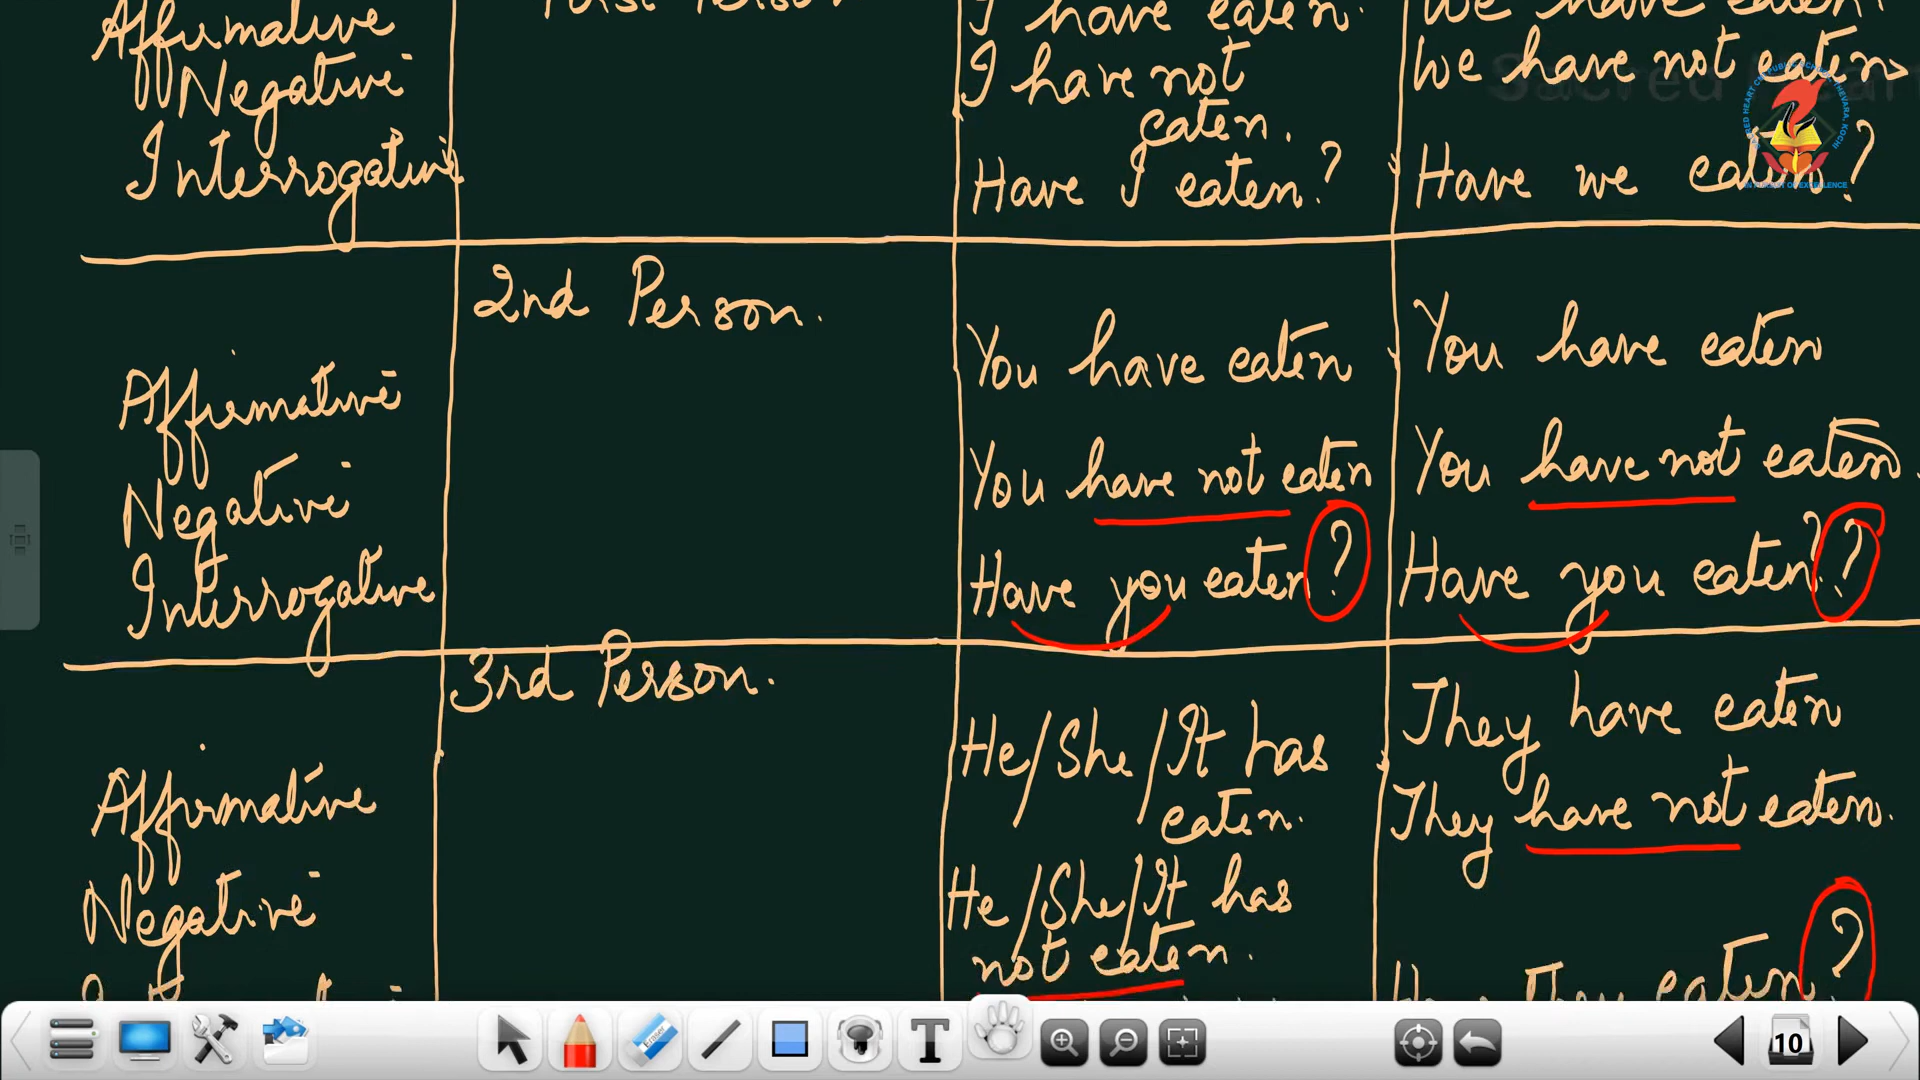 Affirmative
First Person
I have eaten.
We have eaten.
Negative
I have not
eaten.
We have not eaten
Interrogative
Have I eaten?
Have we eaten?
2nd Person.
Affirmative
You have eaten
You have eaten
Negative
You have not eaten
You have not eaten.
Interrogative
Have you eaten?
Have you eaten??
3rd Person.
Affirmative
He/She/It has
eaten.
They have eaten
Negative
He/She/It has
not eaten.
They have not eaten.
They eaten?
Eraser
T
10